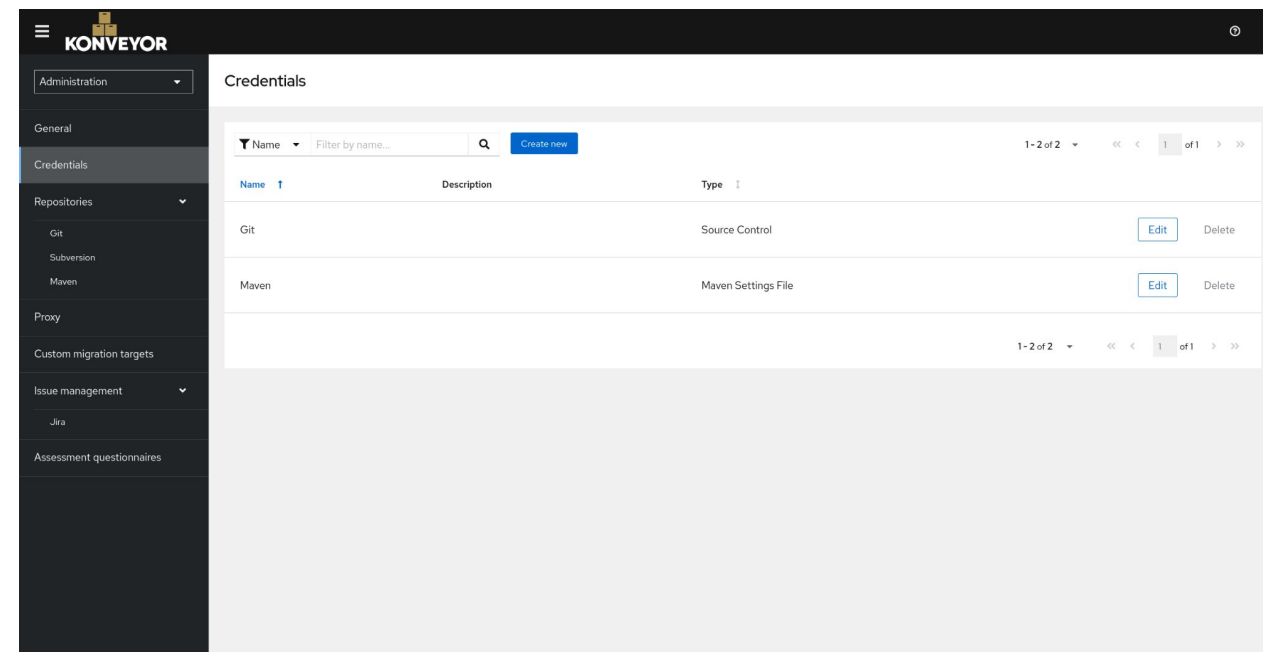 KONVEYOR
Administration
Credentials
General
Name Filter by name... Create new 1 - 2 of 2 1 of 1
Credentials
Name Description Type
Repositories
Git Source Control Edit Delete
Git
Subversion
Maven
Maven Maven Settings File Edit Delete
Proxy
1 - 2 of 2 1 of 1
Custom migration targets
Issue management
Jira
Assessment questionnaires